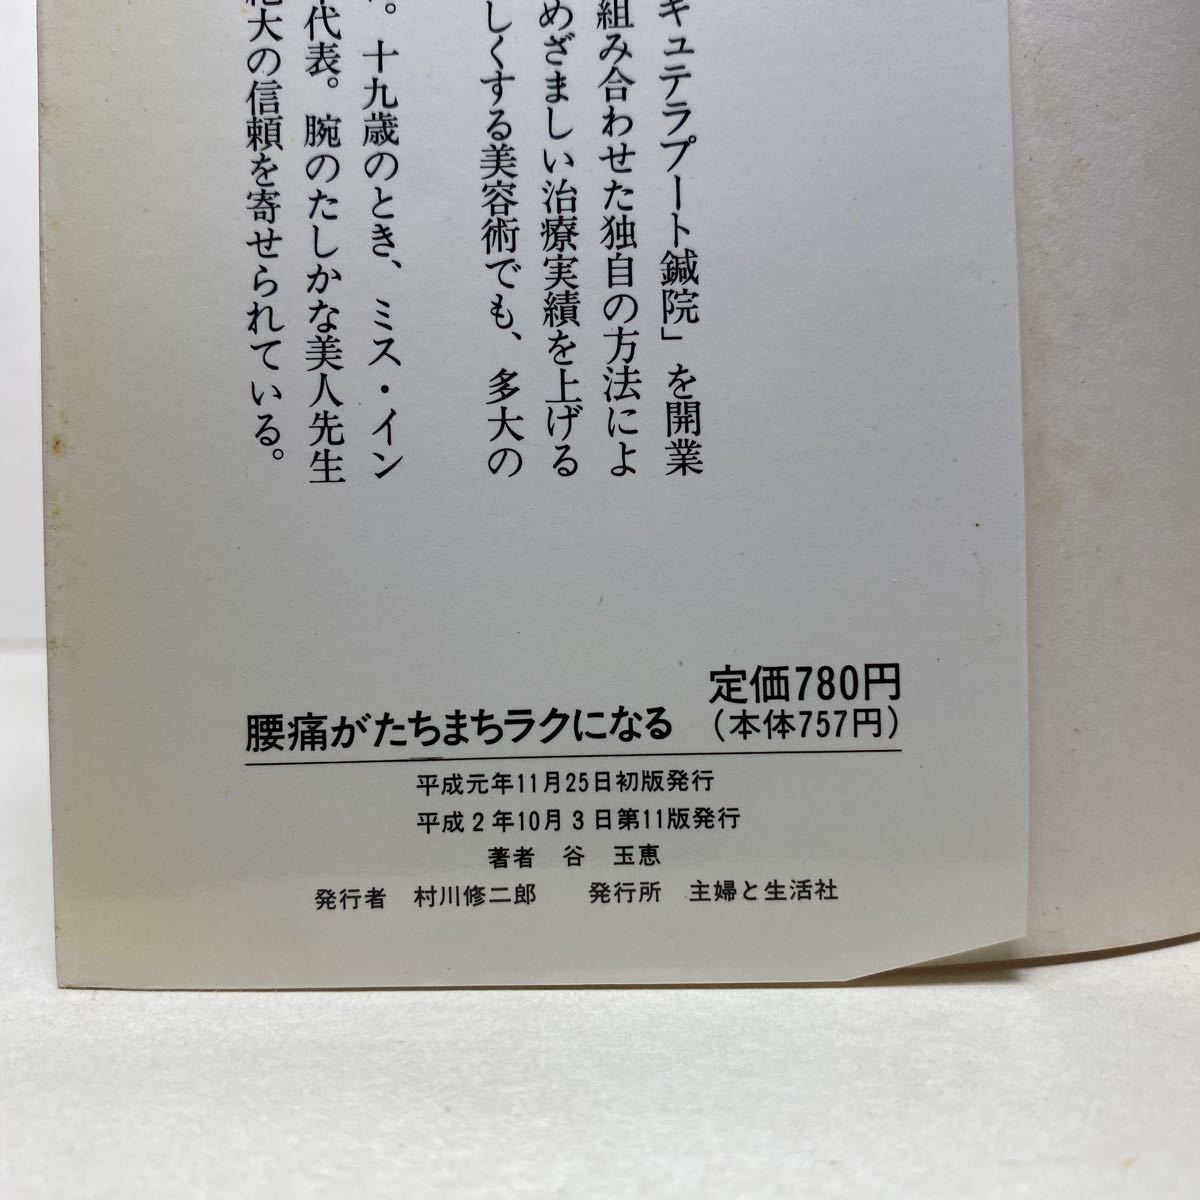 キュテラプート鍼院」を開業
組み合わせた独自の方法によ
めざましい治療実績を上げる
しくする美容術でも、多大の
。十九歳のとき、ミス・イン
代表。腕のたしかな美人先生
大の信頼を寄せられている。
定価780円
腰痛がたちまちラクになる（本体757円）
平成元年11月25日初版発行
平成2年10月3日第11版発行
著者　谷　玉恵
発行者　村川修二郎　発行所　主婦と生活社